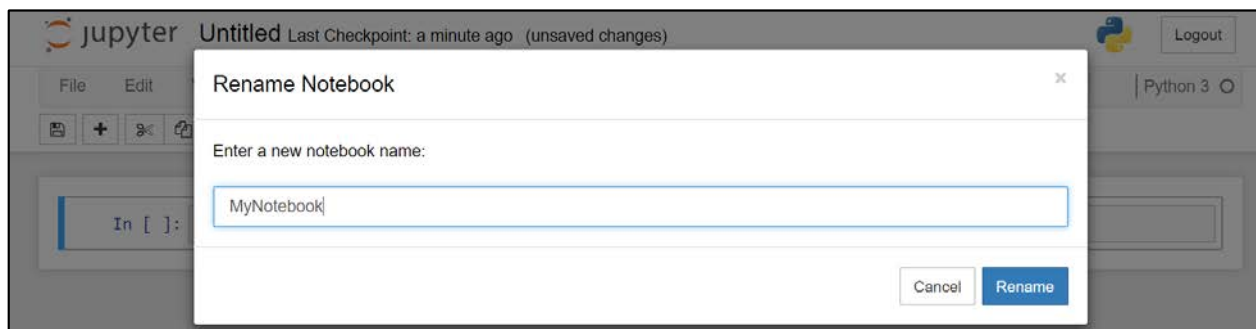 jupyter Untitled Last Checkpoint: a minute ago (unsaved changes)
Logout
File Edit
Python 3
Rename Notebook
Enter a new notebook name:
MyNotebook
In [ ]:
Cancel Rename